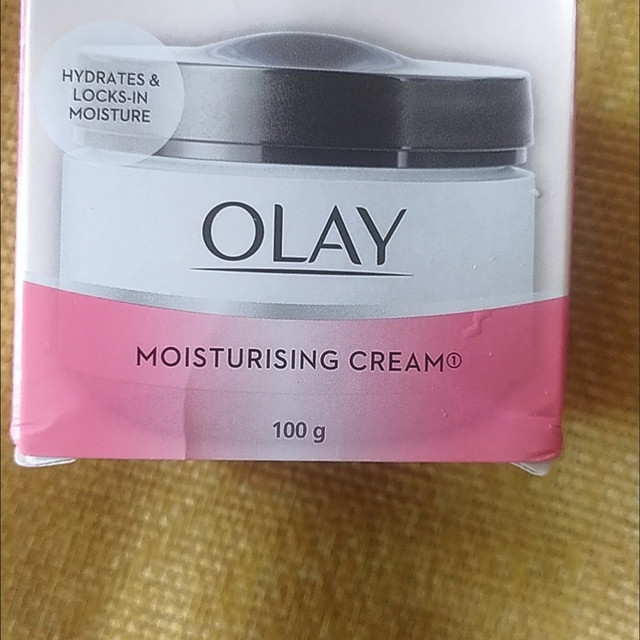 HYDRATES &
LOCKS-IN
MOISTURE
OLAY
MOISTURISING CREAM①
100 g